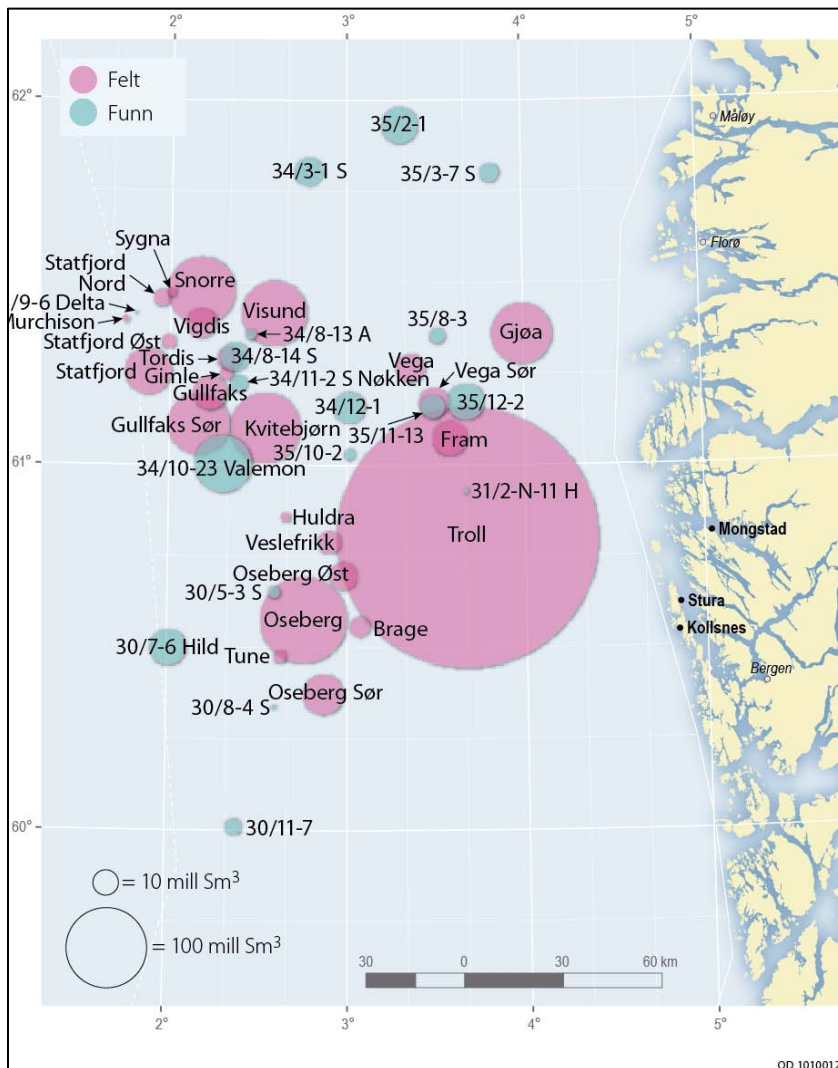 2°
3°
4°
5°
62°
Felt
Funn
35/2-1
Måløy
34/3-1 S
35/3-7 S
Sygna
Florø
Statfjord
Nord
Snorre
/9-6 Delta
Murchison
Vigdis
Visund
34/8-13 A
35/8-3
Gjøa
Statfjord Øst
Tordis
34/8-14 S
Vega
Vega Sør
Statfjord
Gimle
34/11-2 S Nøkken
Gullfaks
34/12-1
35/12-2
Gullfaks Sør
Kvitebjørn
35/11-13
Fram
35/10-2
61°
34/10-23 Valemon
31/2-N-11 H
Huldra
Troll
Mongstad
Veslefrikk
Oseberg Øst
30/5-3 S
Stura
Oseberg
Brage
Kollsnes
30/7-6 Hild
Tune
Bergen
Oseberg Sør
30/8-4 S
60°
30/11-7
= 10 mill Sm³
= 100 mill Sm³
30
0
30
60 km
2°
3°
4°
5°
OD 1010012